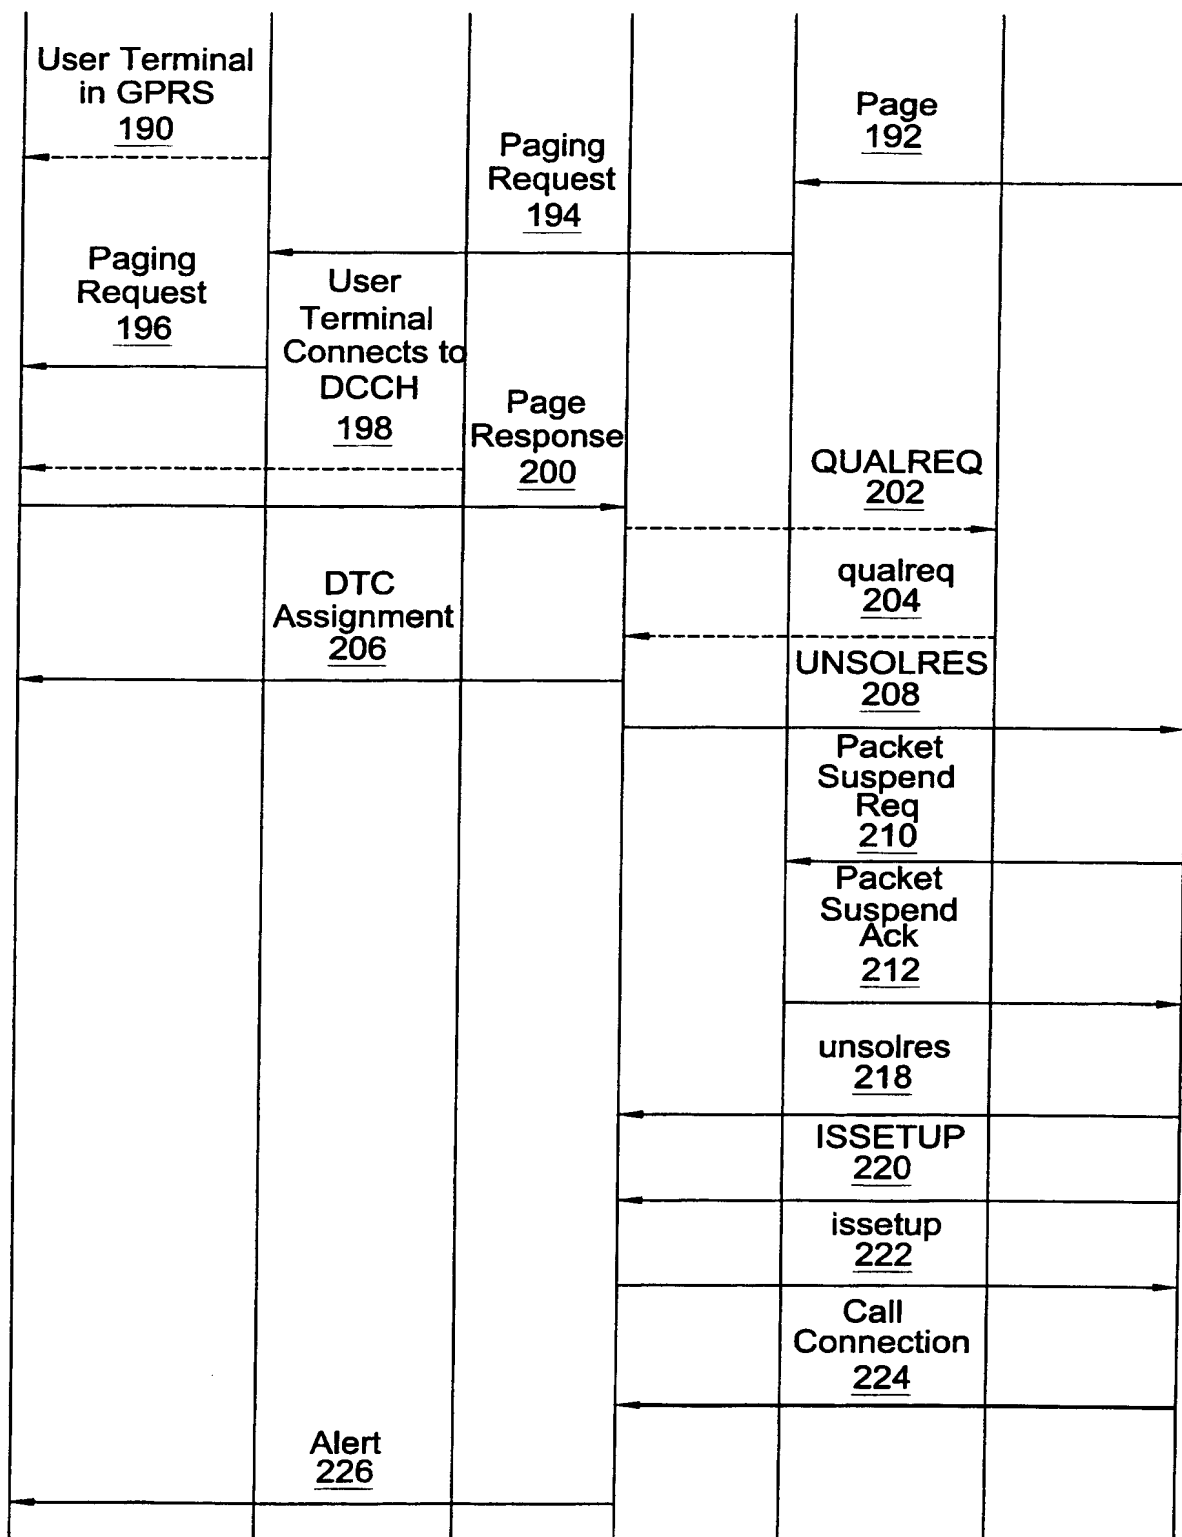 User Terminal
in GPRS
190
Page
192
Paging
Request
194
Paging
Request
196
User
Terminal
Connects to
DCCH
198
Page
Response
200
QUALREQ
202
qualreq
204
DTC
Assignment
206
UNSOLRES
208
Packet
Suspend
Req
210
Packet
Suspend
Ack
212
unsolres
218
ISSETUP
220
issetup
222
Call
Connection
224
Alert
226